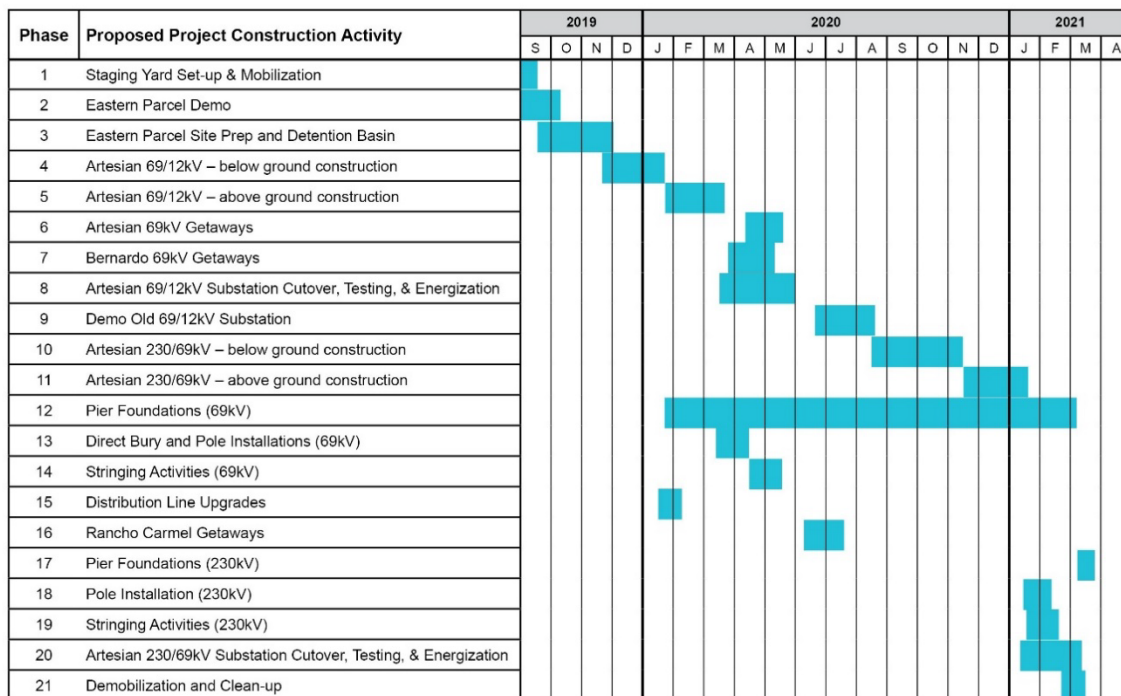 Phase Proposed Project Construction Activity 2019 2020 2021
S O N D J F M A M J J A S O N D J F M A
1 Staging Yard Set-up & Mobilization
2 Eastern Parcel Demo
3 Eastern Parcel Site Prep and Detention Basin
4 Artesian 69/12kV – below ground construction
5 Artesian 69/12kV – above ground construction
6 Artesian 69kV Getaways
7 Bernardo 69kV Getaways
8 Artesian 69/12kV Substation Cutover, Testing, & Energization
9 Demo Old 69/12kV Substation
10 Artesian 230/69kV – below ground construction
11 Artesian 230/69kV – above ground construction
12 Pier Foundations (69kV)
13 Direct Bury and Pole Installations (69kV)
14 Stringing Activities (69kV)
15 Distribution Line Upgrades
16 Rancho Carmel Getaways
17 Pier Foundations (230kV)
18 Pole Installation (230kV)
19 Stringing Activities (230kV)
20 Artesian 230/69kV Substation Cutover, Testing, & Energization
21 Demobilization and Clean-up